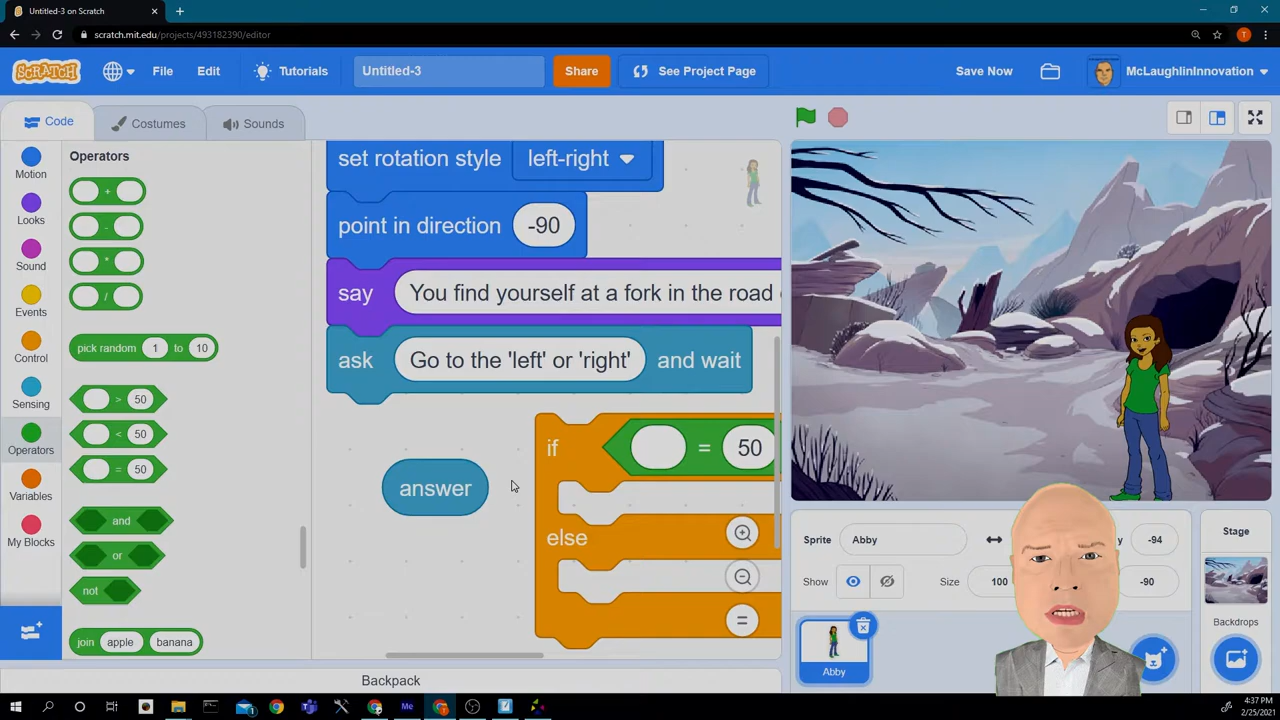 Untitled-3 on Scratch
scratch.mit.edu/projects/493182390/editor
SCRATCH
File
Edit
Tutorials
Untitled-3
Share
See Project Page
Save Now
McLaughlinInnovation
Code
Costumes
Sounds
Motion
Looks
Sound
Events
Control
Sensing
Operators
Variables
My Blocks
Operators
+
-
*
/
pick random 1 to 10
> 50
< 50
= 50
and
or
not
join apple banana
set rotation style left-right
point in direction -90
say You find yourself at a fork in the road
ask Go to the 'left' or 'right' and wait
answer
if = 50
else
Backpack
Sprite Abby
y -94
Show
Size 100
-90
Abby
Stage
Backdrops
4:37 PM
2/25/2021